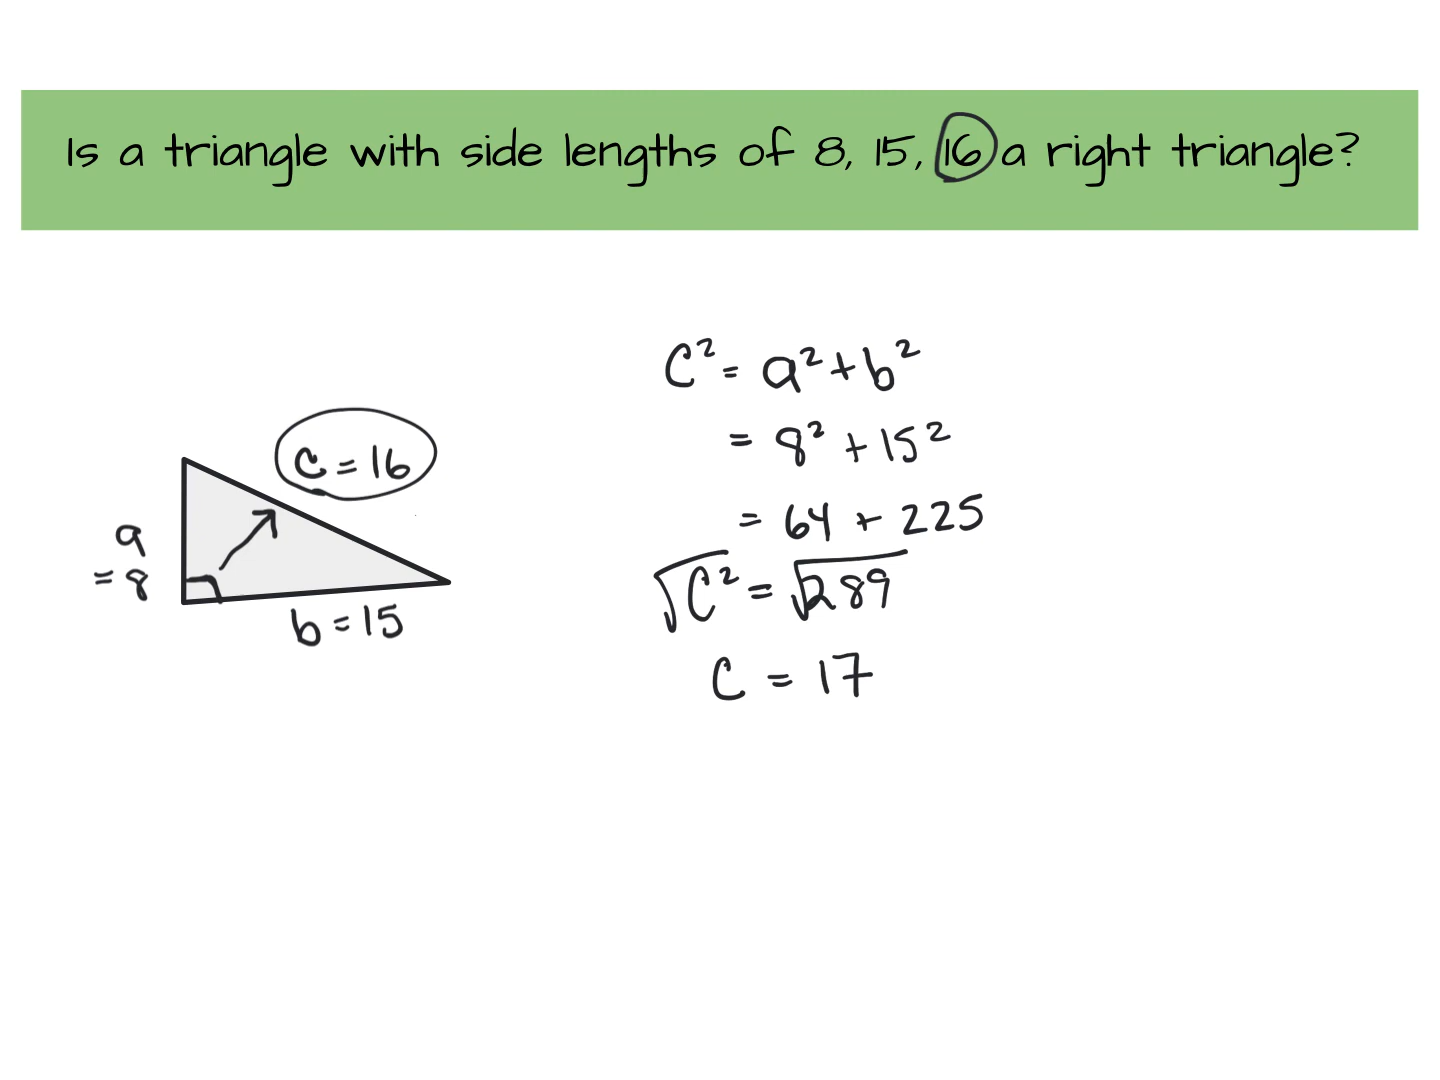 Is a triangle with side lengths of 8, 15, 16 a right triangle?
c = 16
a
= 8
b = 15
c² = a² + b²
= 8² + 15²
= 64 + 225
√c² = √289
c = 17